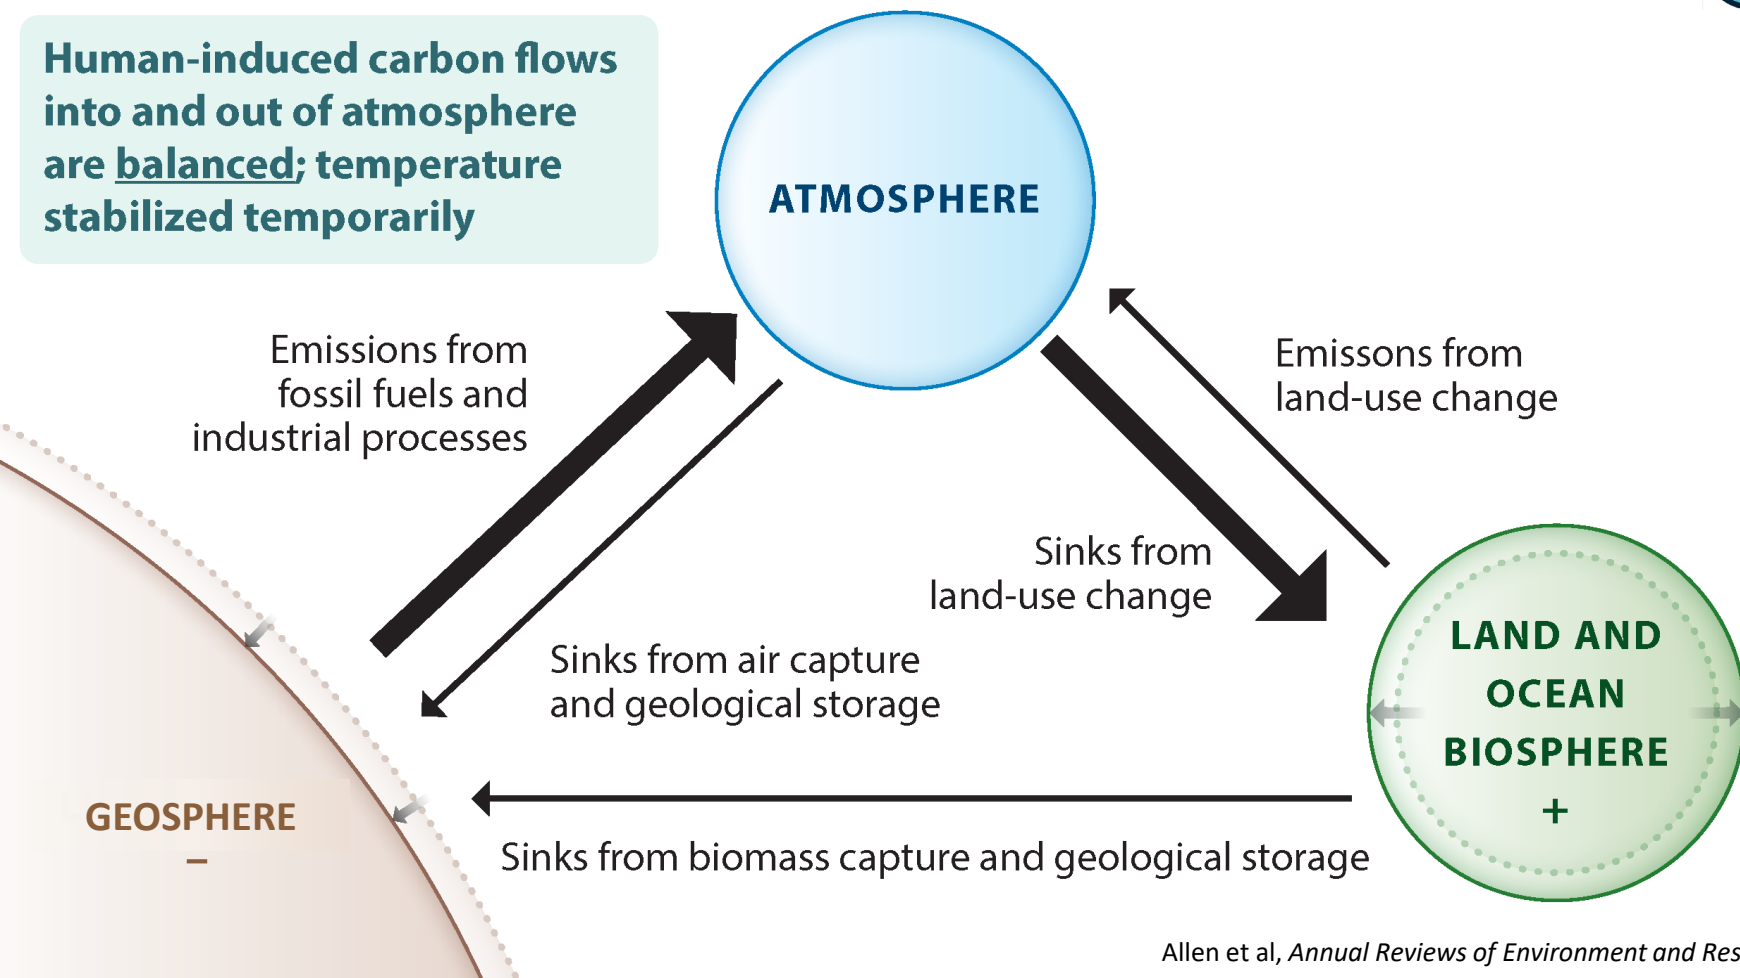 Human-induced carbon flows
into and out of atmosphere
are balanced; temperature
stabilized temporarily
ATMOSPHERE
Emissions from
fossil fuels and
industrial processes
Emissons from
land-use change
Sinks from
land-use change
Sinks from air capture
and geological storage
LAND AND
OCEAN
BIOSPHERE
+
GEOSPHERE
–
Sinks from biomass capture and geological storage
Allen et al, Annual Reviews of Environment and Res